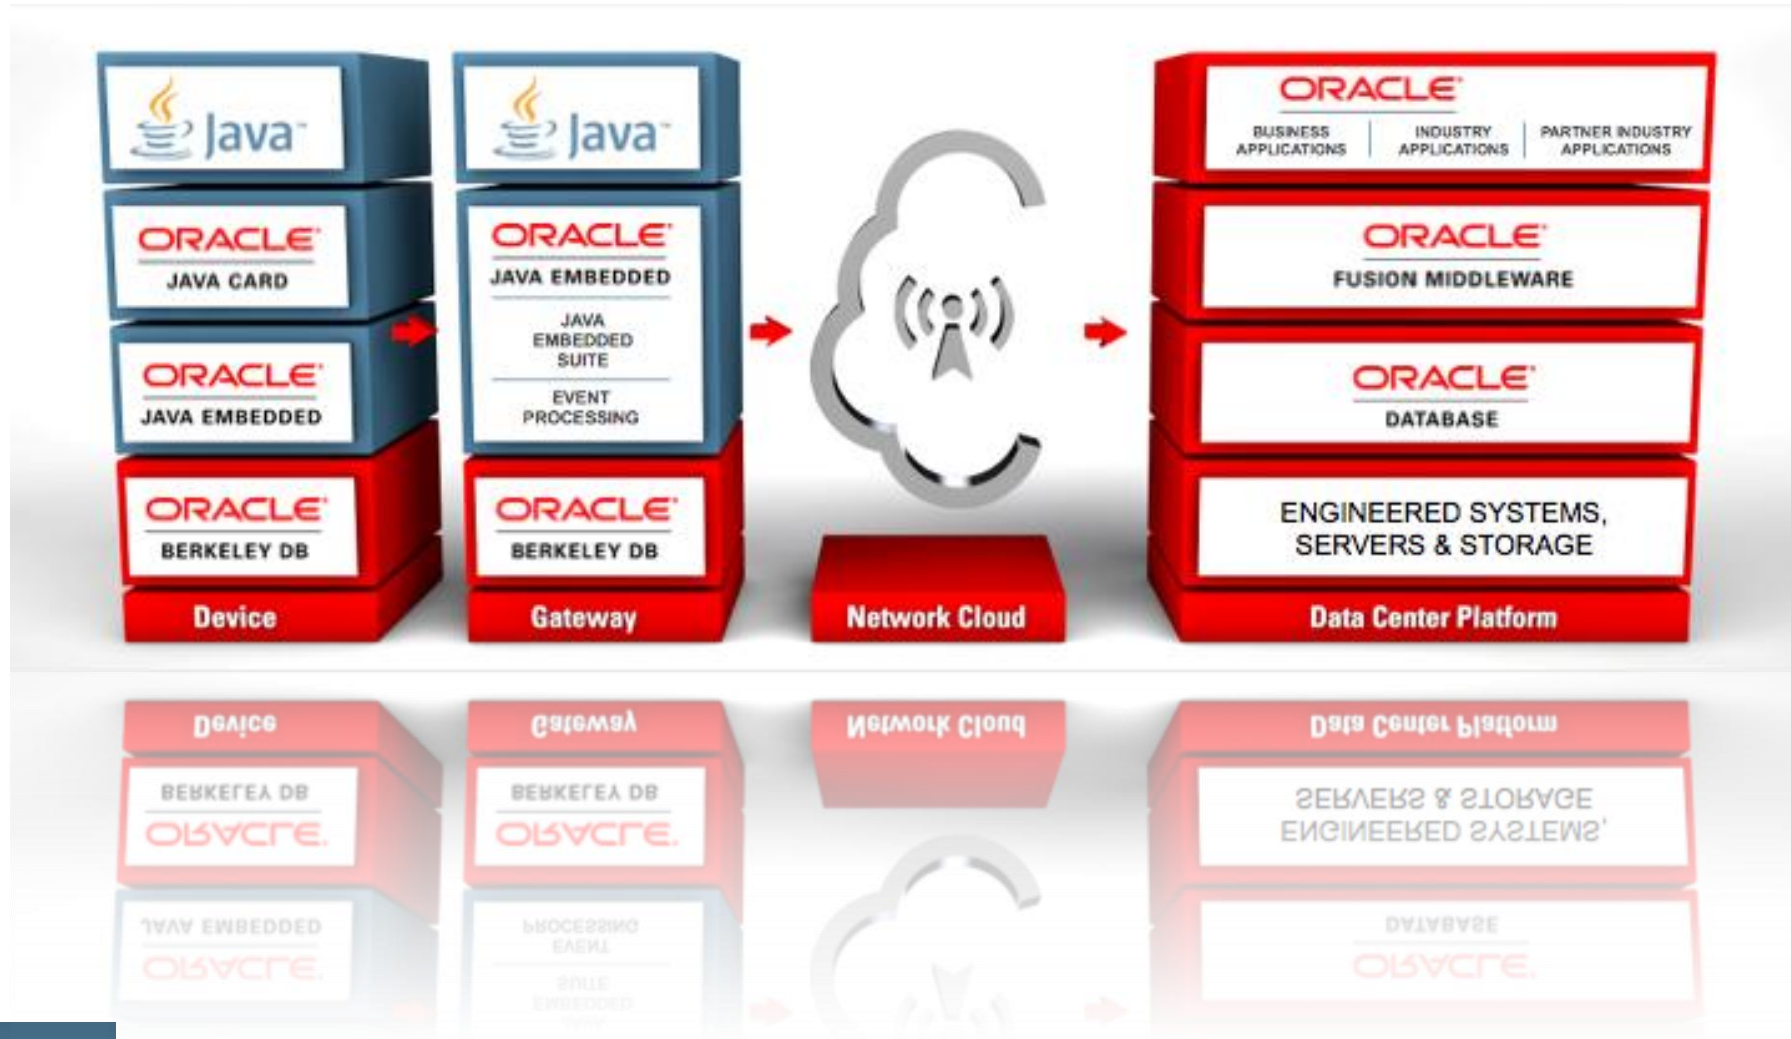 Java™
ORACLE®
JAVA CARD
ORACLE®
JAVA EMBEDDED
ORACLE®
BERKELEY DB
Device
Java™
ORACLE®
JAVA EMBEDDED
JAVA
EMBEDDED
SUITE
EVENT
PROCESSING
ORACLE®
BERKELEY DB
Gateway
Network Cloud
ORACLE®
BUSINESS
APPLICATIONS
INDUSTRY
APPLICATIONS
PARTNER INDUSTRY
APPLICATIONS
ORACLE®
FUSION MIDDLEWARE
ORACLE®
DATABASE
ENGINEERED SYSTEMS,
SERVERS & STORAGE
Data Center Platform